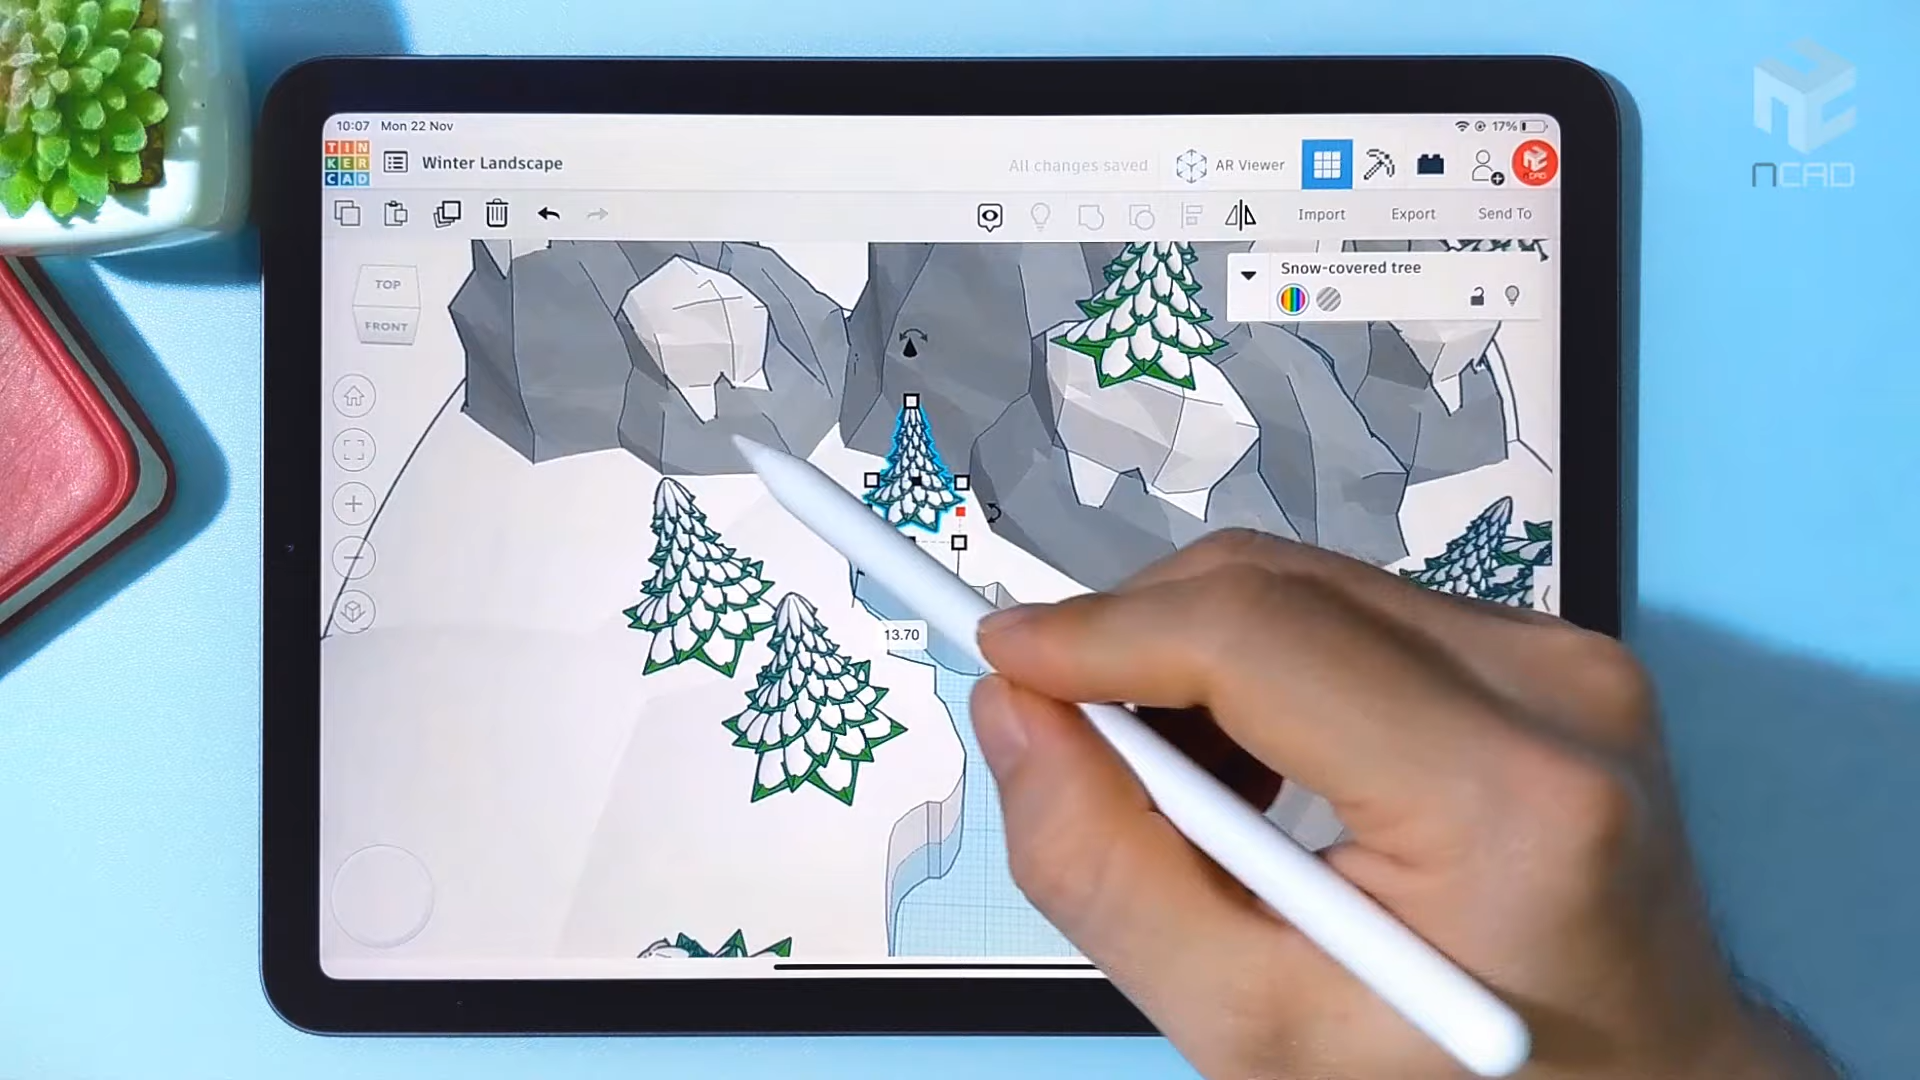 10:07 Mon 22 Nov
17%
TIN
KER
CAD
Winter Landscape
All changes saved
AR Viewer
Import
Export
Send To
Snow-covered tree
TOP
FRONT
13.70
nCAD